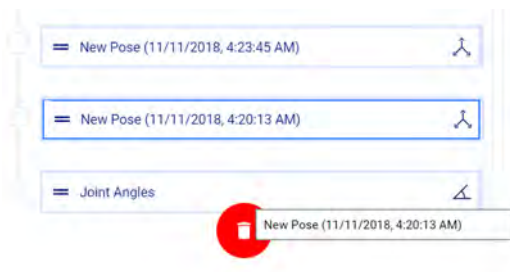 New Pose (11/11/2018, 4:23:45 AM)
New Pose (11/11/2018, 4:20:13 AM)
Joint Angles
New Pose (11/11/2018, 4:20:13 AM)